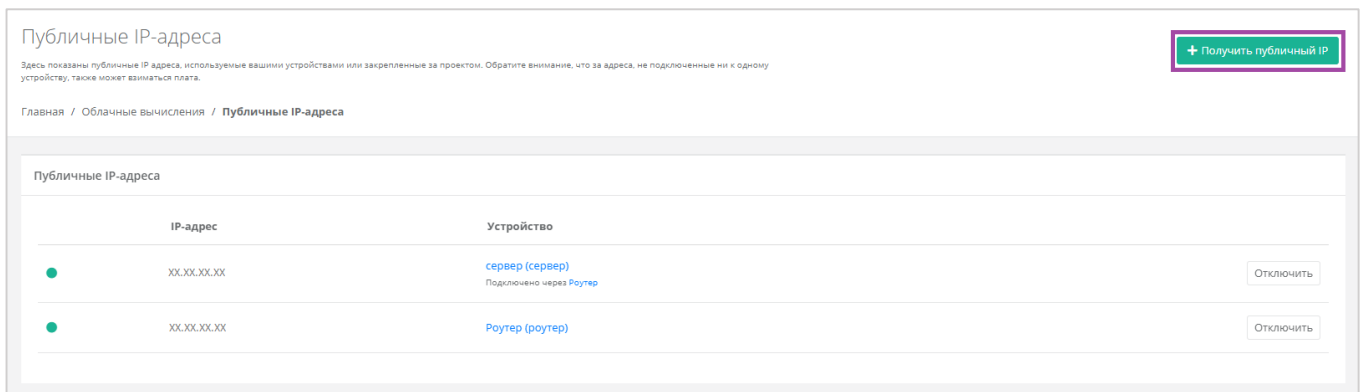 Публичные IP-адреса
+ Получить публичный IP
Здесь показаны публичные IP адреса, используемые вашими устройствами или закрепленные за проектом. Обратите внимание, что за адреса, не подключенные ни к одному
устройству, также может взиматься плата.
Главная / Облачные вычисления / Публичные IP-адреса
Публичные IP-адреса
IP-адрес Устройство
XX.XX.XX.XX сервер (сервер) Отключить
Подключено через Роутер
XX.XX.XX.XX Роутер (роутер) Отключить